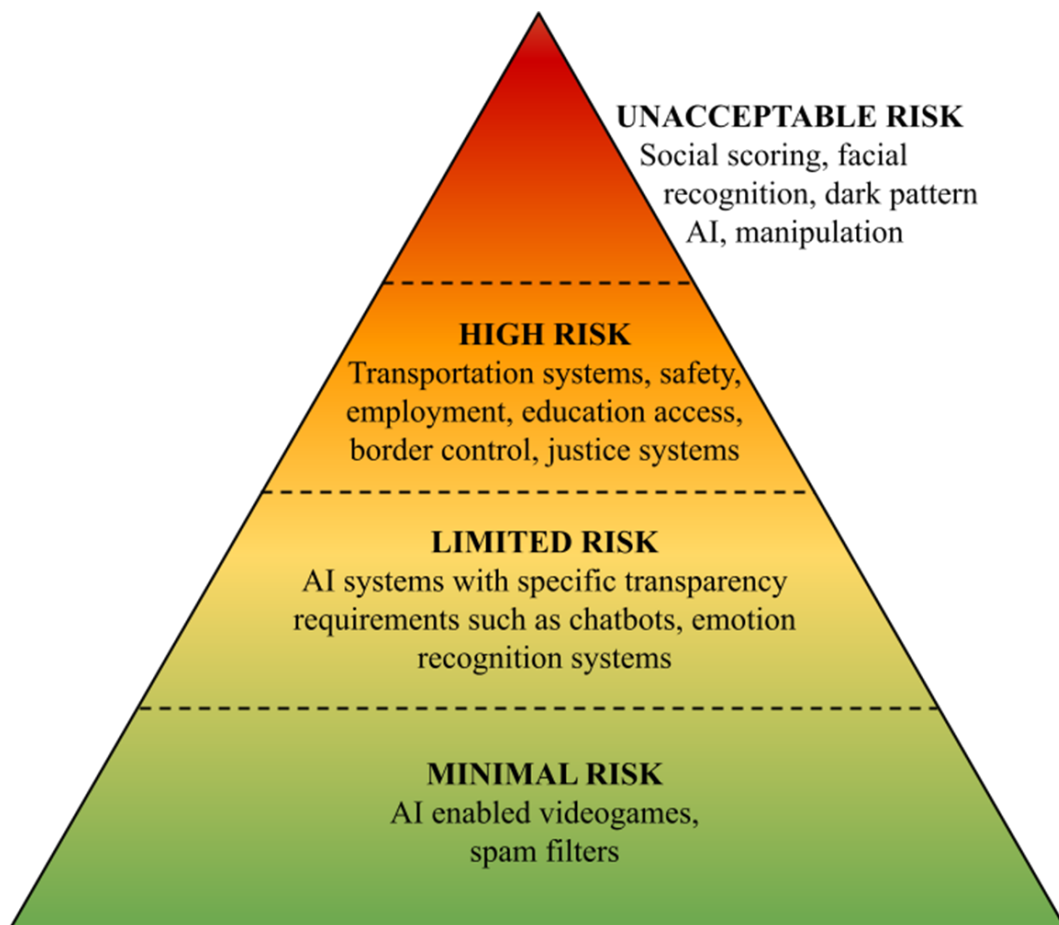 UNACCEPTABLE RISK
Social scoring, facial
recognition, dark pattern
AI, manipulation
HIGH RISK
Transportation systems, safety,
employment, education access,
border control, justice systems
LIMITED RISK
AI systems with specific transparency
requirements such as chatbots, emotion
recognition systems
MINIMAL RISK
AI enabled videogames,
spam filters